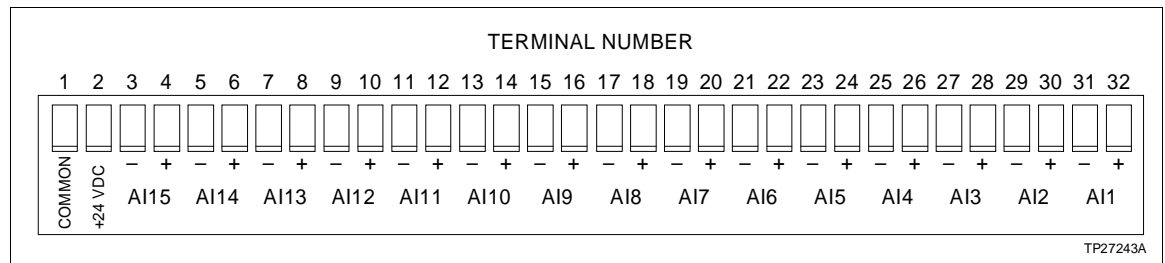 TERMINAL NUMBER
1 2 3 4 5 6 7 8 9 10 11 12 13 14 15 16 17 18 19 20 21 22 23 24 25 26 27 28 29 30 31 32
COMMON
+24 VDC
– + – + – + – + – + – + – + – + – + – + – + – + – + – + – +
AI15 AI14 AI13 AI12 AI11 AI10 AI9 AI8 AI7 AI6 AI5 AI4 AI3 AI2 AI1
TP27243A